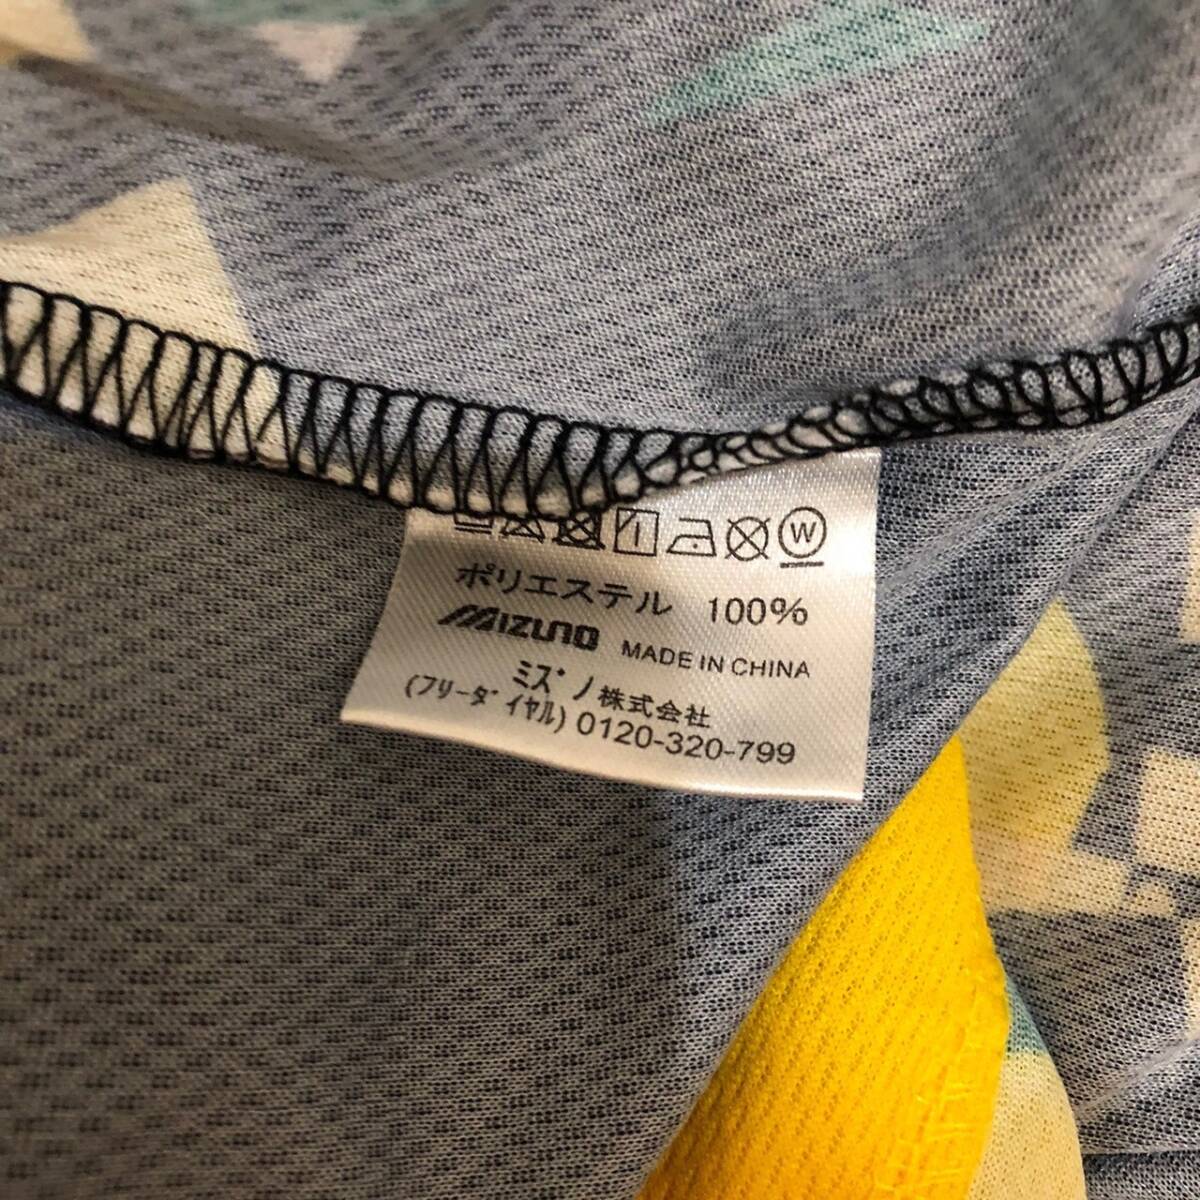 W
ポリエステル 100%
MIZUNO MADE IN CHINA
ミズノ株式会社
(フリーダイヤル) 0120-320-799